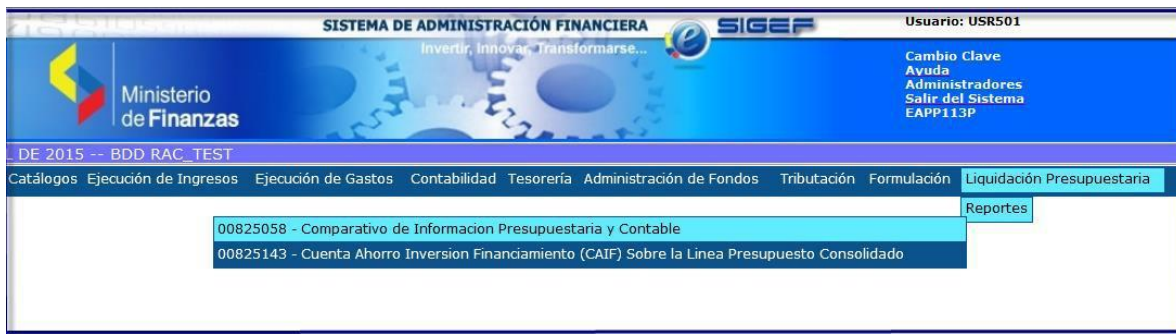 SISTEMA DE ADMINISTRACIÓN FINANCIERA
e SIGEF
Usuario: USR501
Invertir, Innovar, Transformarse...
Ministerio
de Finanzas
Cambio Clave
Ayuda
Administradores
Salir del Sistema
EAPP113P
L DE 2015 -- BDD RAC_TEST
Catálogos Ejecución de Ingresos Ejecución de Gastos Contabilidad Tesorería Administración de Fondos Tributación Formulación Liquidación Presupuestaria
Reportes
00825058 - Comparativo de Informacion Presupuestaria y Contable
00825143 - Cuenta Ahorro Inversion Financiamiento (CAIF) Sobre la Linea Presupuesto Consolidado